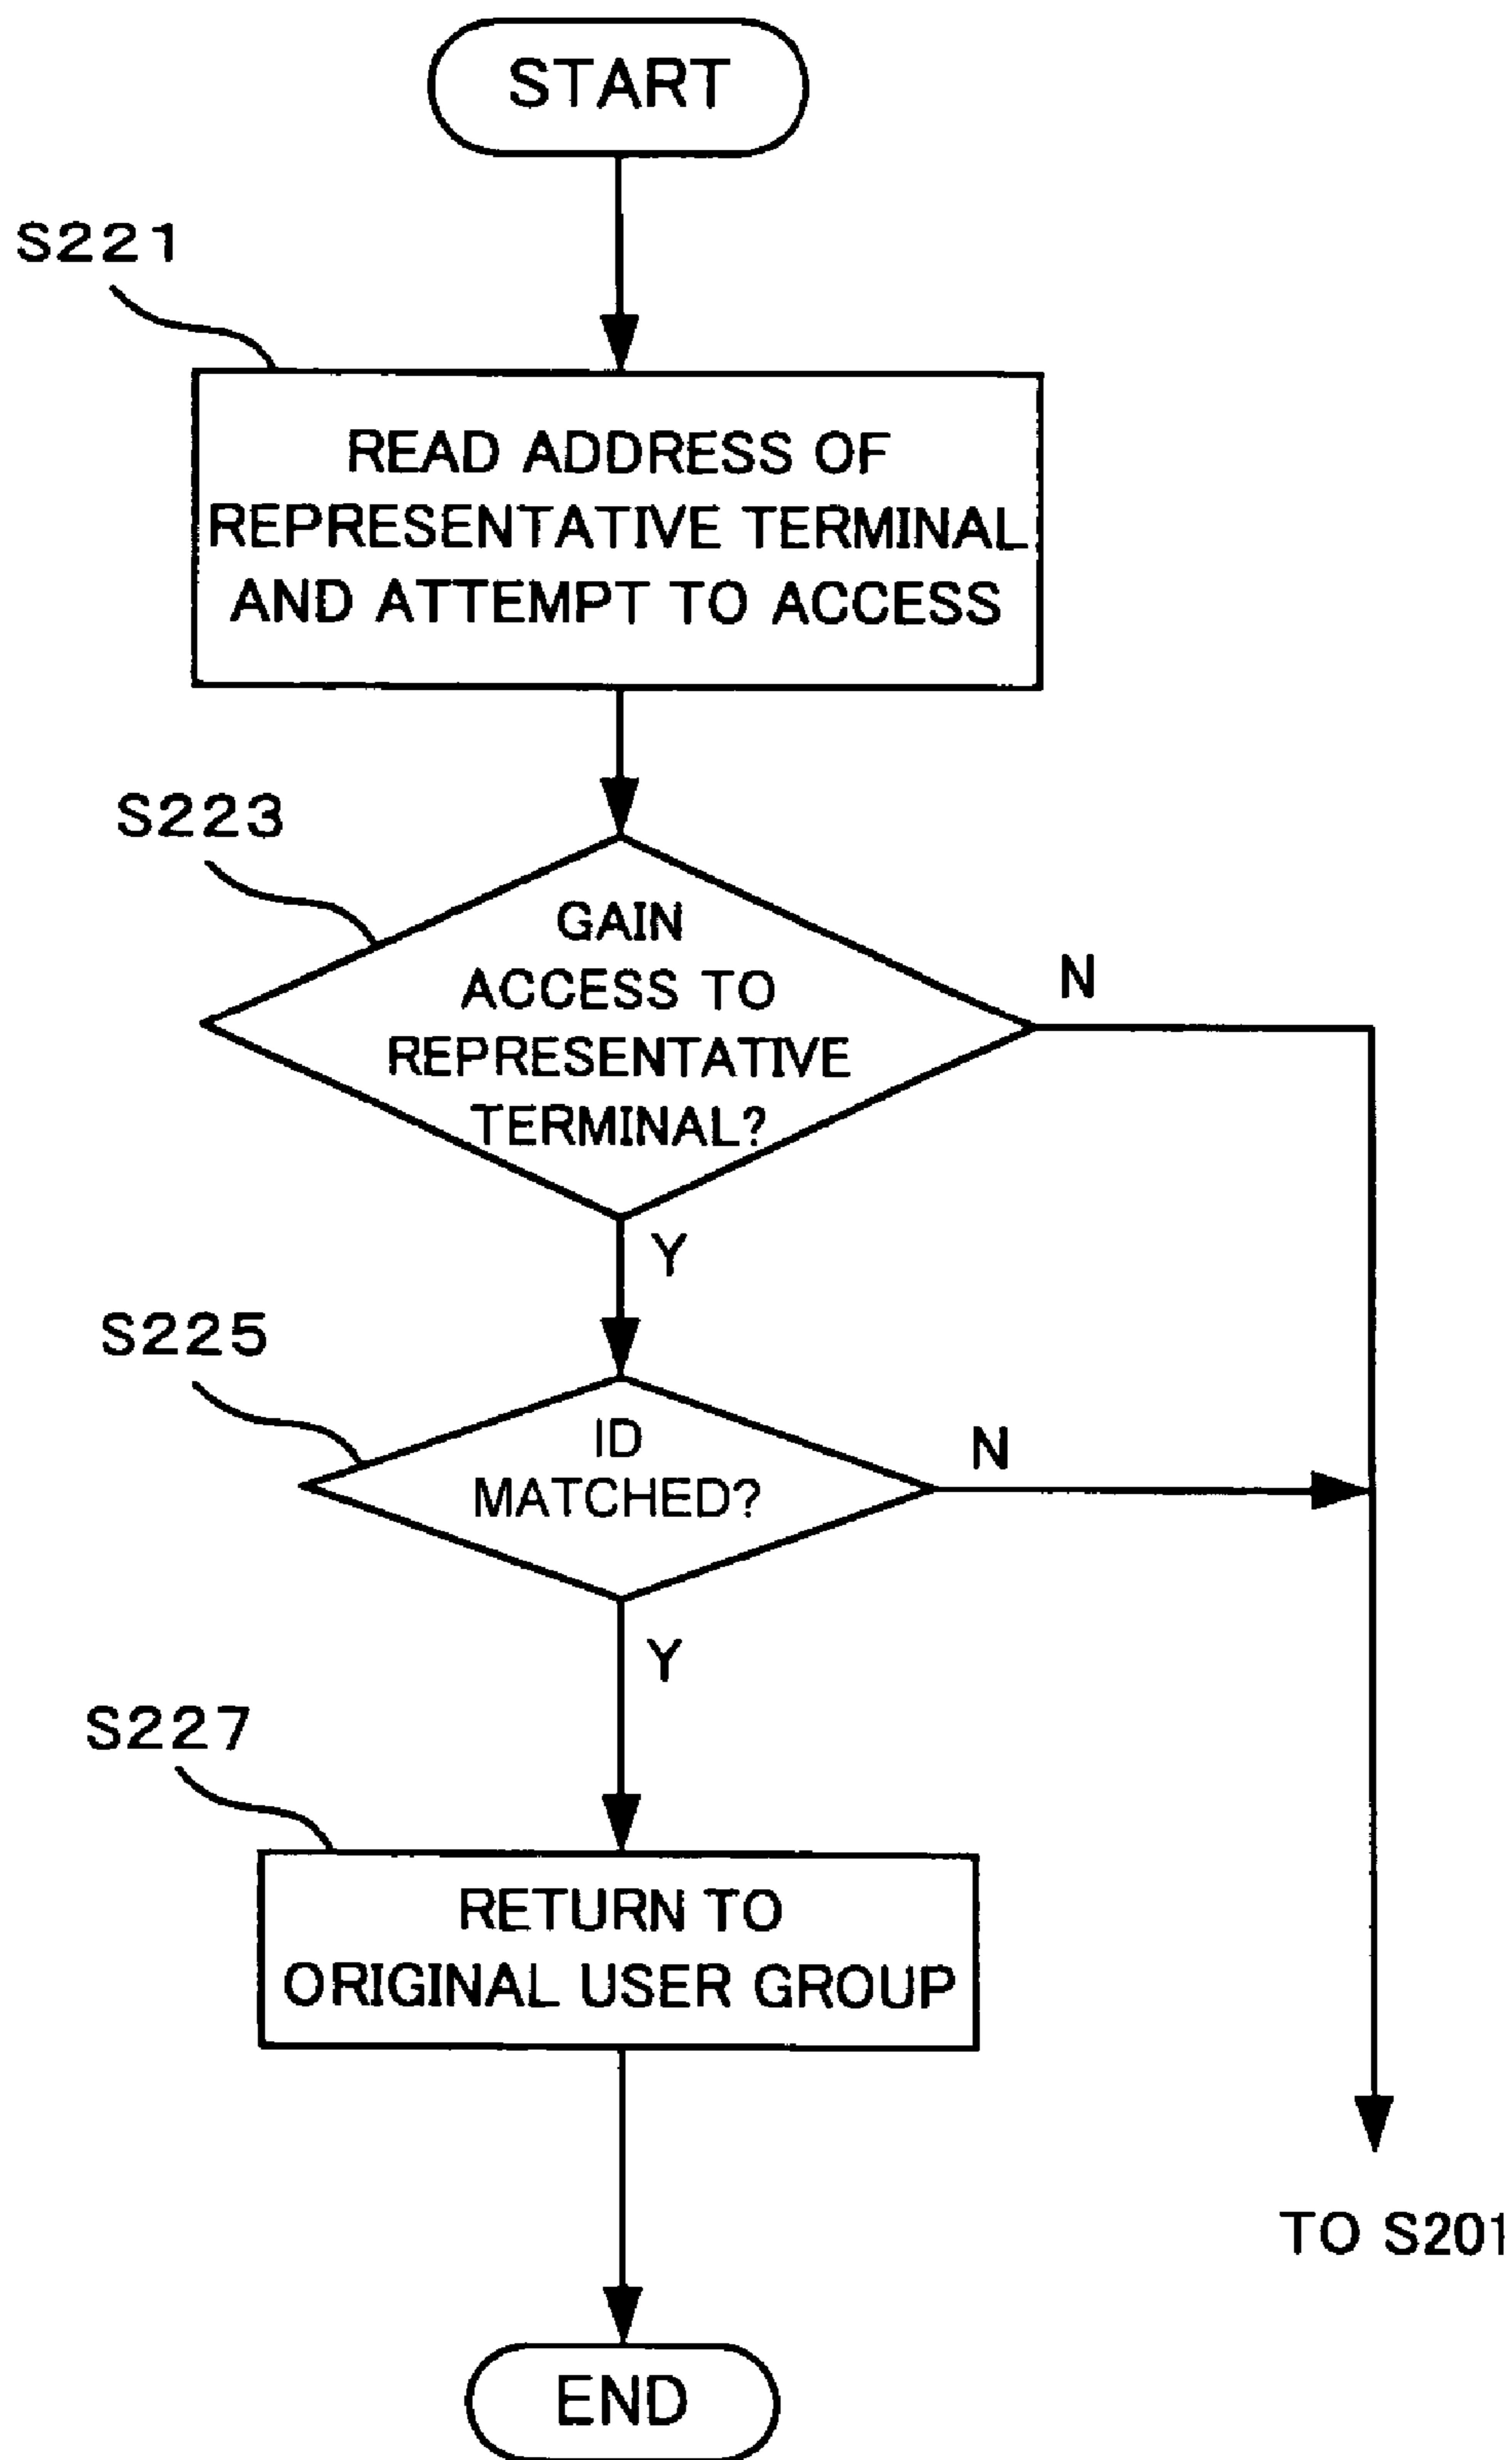 START
S221
READ ADDRESS OF
REPRESENTATIVE TERMINAL
AND ATTEMPT TO ACCESS
S223
GAIN
ACCESS TO
REPRESENTATIVE
TERMINAL?
N
Y
S225
ID
MATCHED?
N
Y
S227
RETURN TO
ORIGINAL USER GROUP
TO S201
END